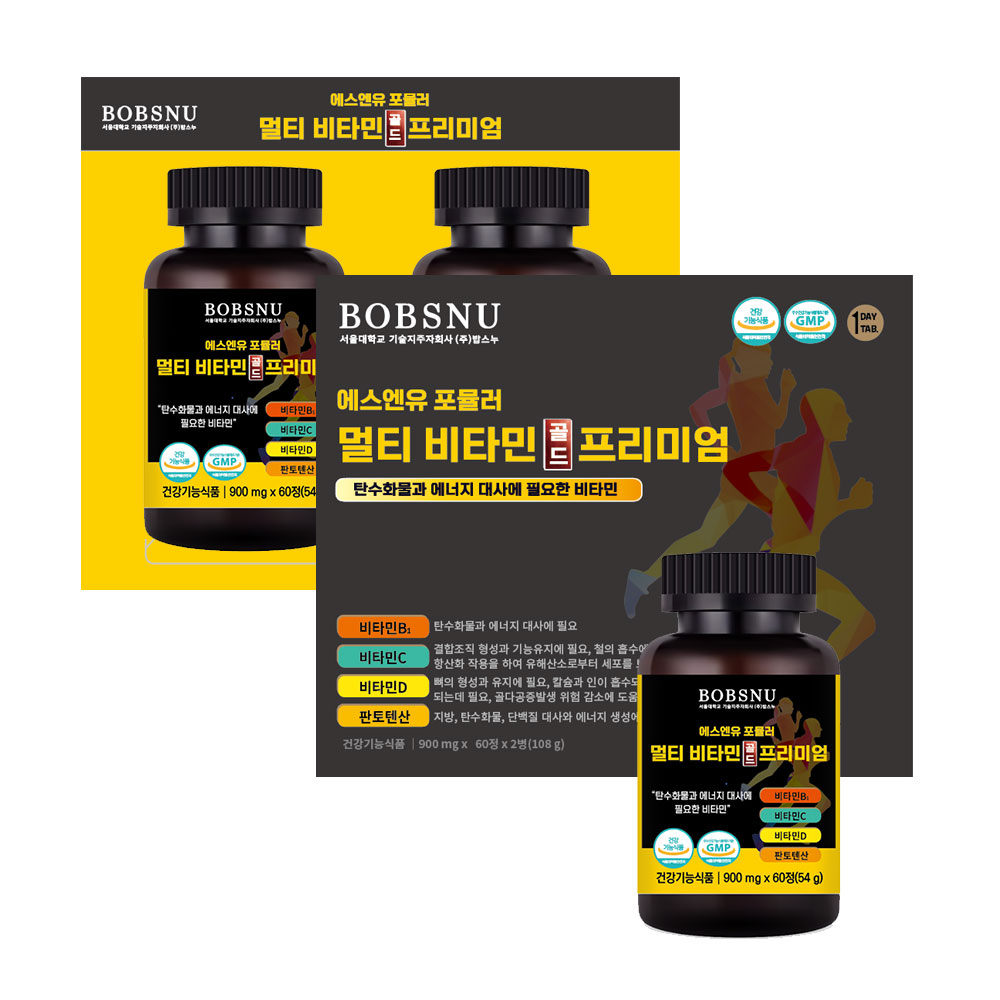 BOBSNU
서울대학교 기술지주자회사 (주)밥스누
에스엔유 포뮬러
멀티 비타민 골드 프리미엄
BOBSNU
서울대학교 기술지주자회사 (주)밥스누
에스엔유 포뮬러
멀티 비타민 골드 프리미
"탄수화물과 에너지 대사에
필요한 비타민"
비타민B₁
비타민C
비타민D
판토텐산
건강
기능식품
GMP
건강기능식품 | 900 mg x 60정(54
BOBSNU
서울대학교 기술지주자회사 (주)밥스누
건강
기능식품
GMP
1 DAY
TAB.
에스엔유 포뮬러
멀티 비타민 골드 프리미엄
탄수화물과 에너지 대사에 필요한 비타민
비타민B₁ 탄수화물과 에너지 대사에 필요
비타민C 결합조직 형성과 기능유지에 필요, 철의 흡수에
항산화 작용을 하여 유해산소로부터 세포를
비타민D 뼈의 형성과 유지에 필요, 칼슘과 인이 흡수되
되는데 필요, 골다공증발생 위험 감소에 도움
판토텐산 지방, 탄수화물, 단백질 대사와 에너지 생성에
건강기능식품 | 900 mg x 60정 x 2병(108 g)
BOBSNU
서울대학교 기술지주자회사 (주)밥스누
에스엔유 포뮬러
멀티 비타민 골드 프리미엄
"탄수화물과 에너지 대사에
필요한 비타민"
비타민B₁
비타민C
비타민D
판토텐산
건강
기능식품
GMP
건강기능식품 | 900 mg x 60정(54 g)